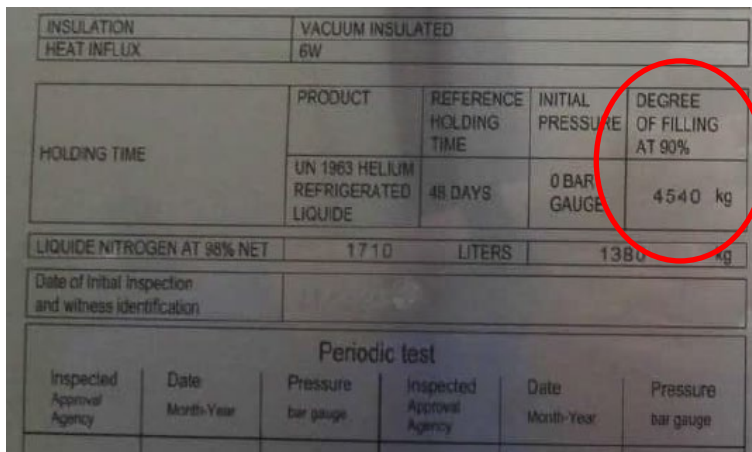 INSULATION VACUUM INSULATED
HEAT INFLUX 6W
HOLDING TIME
PRODUCT
REFERENCE
HOLDING
TIME
INITIAL
PRESSURE
DEGREE
OF FILLING
AT 90%
UN 1963 HELIUM
REFRIGERATED
LIQUIDE
48 DAYS
0 BAR
GAUGE
4540 kg
LIQUIDE NITROGEN AT 98% NET 1710 LITERS 1380 kg
Date of Initial Inspection
and witness identification
Periodic test
Inspected
Approval
Agency
Date
Month-Year
Pressure
bar gauge
Inspected
Approval
Agency
Date
Month-Year
Pressure
bar gauge